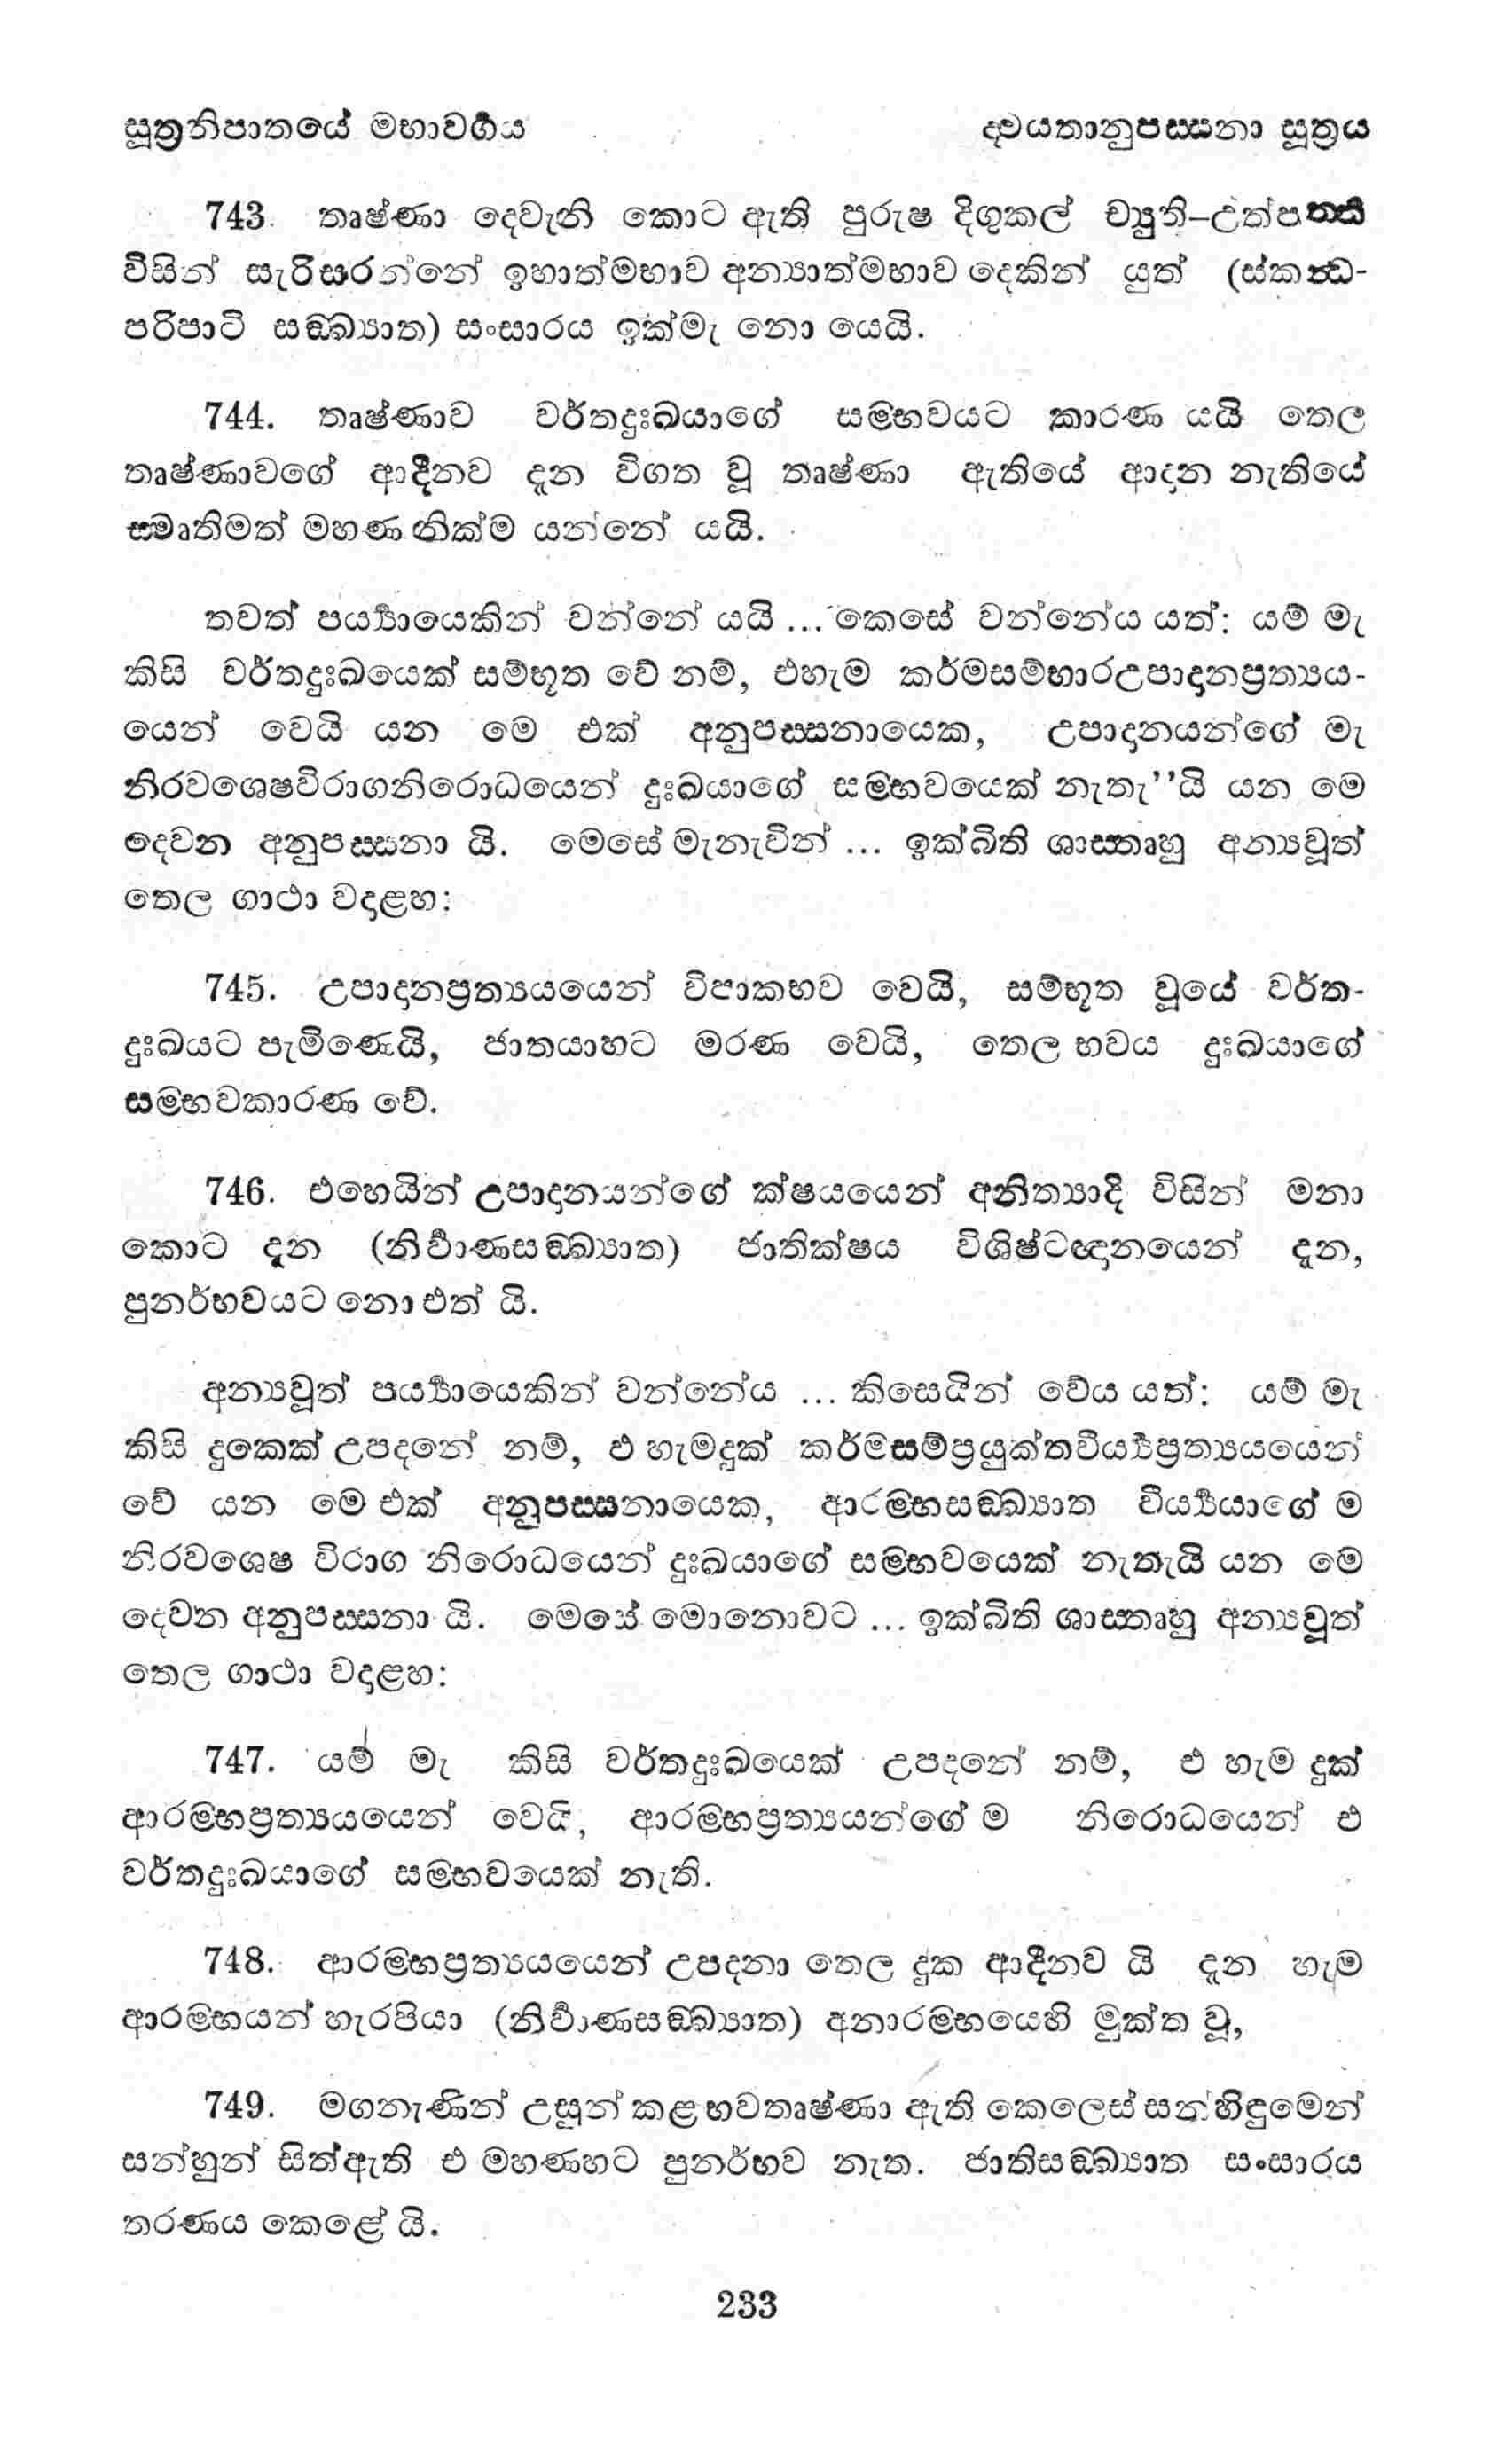 සූත්‍රනිපාතයේ මහාවර්‍ගය ද්වයතානුපස්සනා සූත්‍රය
743. තෘෂ්ණා දෙවැනි කොට ඇති පුරුෂ දිගුකල් ච්‍යුති–උත්පත්ති
විසින් සැරිසරන්නේ ඉහාත්මභාව අන්‍යාත්මභාව දෙකින් යුත් (ස්කන්‍ධ-
පරිපාටි සඞ්ඛ්‍යාත) සංසාරය ඉක්මැ නො යෙයි.
744. තෘෂ්ණාව වර්තදුඃඛයාගේ සම්භවයට කාරණ යයි තෙල
තෘෂ්ණාවගේ ආදීනව දැන විගත වූ තෘෂ්ණා ඇතියේ ආදාන නැතියේ
සමෘතිමත් මහණ නික්ම යන්නේ යයි.
තවත් පර්‍ය්‍යායෙකින් වන්නේ යයි ... කෙසේ වන්නේය යත්: යම් මැ
කිසි වර්තදුඃඛයෙක් සම්භූත වේ නම්, එහැම කර්මසම්භාරඋපාදානප්‍රත්‍යය-
යෙන් වෙයි යන මෙ එක් අනුපස්සනායෙක, උපාදානයන්ගේ මැ
නිරවශෙෂවිරාගනිරොධයෙන් දුඃඛයාගේ සම්භවයෙක් නැතැ’’යි යන මෙ
දෙවන අනුපස්සනා යි. මෙසේ මැනැවින් ... ඉක්බිති ශාස්තෘහු අන්‍යවූත්
තෙල ගාථා වදාළහ:
745. උපාදානප්‍රත්‍යයයෙන් විපාකභව වෙයි, සම්භූත වූයේ වර්ත-
දුඃඛයට පැමිණෙයි, ජාතයාහට මරණ වෙයි, තෙල භවය දුඃඛයාගේ
සම්භවකාරණ වේ.
746. එහෙයින් උපාදානයන්ගේ ක්ෂයයෙන් අනිත්‍යාදි විසින් මනා
කොට දැන (නිර්‍වාණසඞ්ඛ්‍යාත) ජාතික්ෂය විශිෂ්ටඥානයෙන් දැන,
පුනර්භවයට නො එත් යි.
අන්‍යවූත් පර්‍ය්‍යායෙකින් වන්නේය ... කිසෙයින් වේය යත්: යම් මැ
කිසි දුකෙක් උපදනේ නම්, එ හැමදුක් කර්මසම්ප්‍රයුක්තවීර්‍ය්‍යප්‍රත්‍යයයෙන්
වේ යන මෙ එක් අනුපස්සනායෙක, ආරම්භසඞ්ඛ්‍යාත වීර්‍ය්‍යයාගේ ම
නිරවශෙෂ විරාග නිරොධයෙන් දුඃඛයාගේ සම්භවයෙක් නැතැයි යන මෙ
දෙවන අනුපස්සනා යි. මෙසේ මොනොවට ... ඉක්බිති ශාස්තෘහු අන්‍යවූත්
තෙල ගාථා වදාළහ:
747. යම් මැ කිසි වර්තදුඃඛයෙක් උපදනේ නම්, එ හැම දුක්
ආරම්භප්‍රත්‍යයයෙන් වෙයි, ආරම්භප්‍රත්‍යයන්ගේ ම නිරොධයෙන් එ
වර්තදුඃඛයාගේ සම්භවයෙක් නැති.
748. ආරම්භප්‍රත්‍යයයෙන් උපදනා තෙල දුක ආදීනව යි දැන හැම
ආරම්භයන් හැරපියා (නිර්‍වාණසඞ්ඛ්‍යාත) අනාරම්භයෙහි මුක්ත වූ,
749. මගනැණින් උසුන් කළ භවතෘෂ්ණා ඇති කෙලෙස් සන්හිඳුමෙන්
සන්හුන් සිත්ඇති එ මහණහට පුනර්භව නැත. ජාතිසඞ්ඛ්‍යාත සංසාරය
තරණය කෙළේ යි.
233